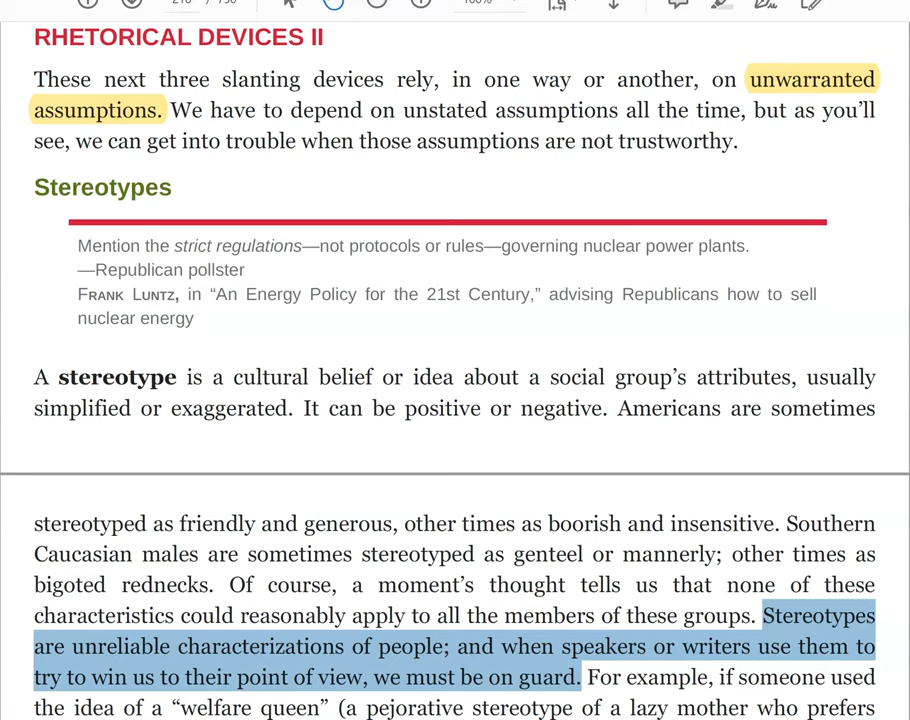 RHETORICAL DEVICES II
These next three slanting devices rely, in one way or another, on unwarranted
assumptions. We have to depend on unstated assumptions all the time, but as you’ll
see, we can get into trouble when those assumptions are not trustworthy.
Stereotypes
Mention the strict regulations—not protocols or rules—governing nuclear power plants.
—Republican pollster
FRANK LUNTZ, in “An Energy Policy for the 21st Century,” advising Republicans how to sell
nuclear energy
A stereotype is a cultural belief or idea about a social group’s attributes, usually
simplified or exaggerated. It can be positive or negative. Americans are sometimes
stereotyped as friendly and generous, other times as boorish and insensitive. Southern
Caucasian males are sometimes stereotyped as genteel or mannerly; other times as
bigoted rednecks. Of course, a moment’s thought tells us that none of these
characteristics could reasonably apply to all the members of these groups. Stereotypes
are unreliable characterizations of people; and when speakers or writers use them to
try to win us to their point of view, we must be on guard. For example, if someone used
the idea of a “welfare queen” (a pejorative stereotype of a lazy mother who prefers